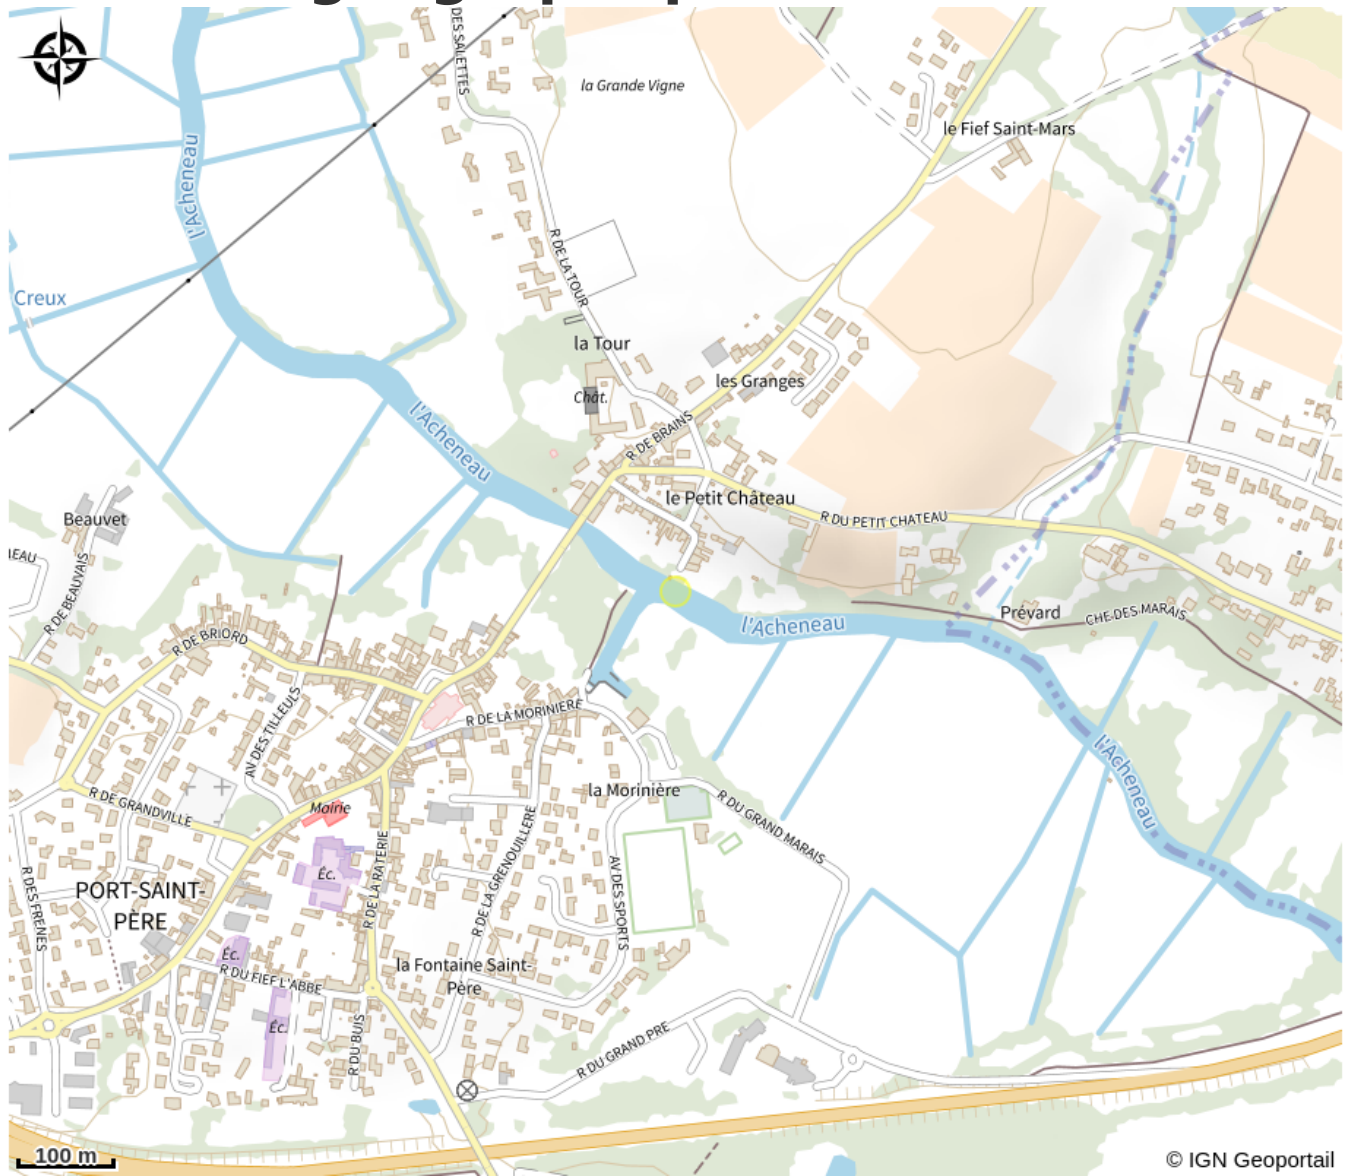 DES SALETTES
la Grande Vigne
le Fief Saint-Mars
l'Acheneau
R DE LA TOUR
Creux
la Tour
les Granges
Chât.
l'Acheneau
R DE BRAINS
le Petit Château
R DU PETIT CHATEAU
Beauvet
R DE BEAUVAIS
l'Acheneau
Prévard
CHE DES MARAIS
R DE BRIORD
AV DES TILLEULS
R DE LA MORINIERE
l'Acheneau
la Morinière
R DE GRANDVILLE
Mairie
R DU GRAND MARAIS
R DE LA RATERIE
R DE LA GRENOUILLERE
Éc.
R DES FRENES
PORT-SAINT-
PÈRE
AV DES SPORTS
Éc.
R DU FIEF L'ABBE
la Fontaine Saint-
Père
Éc.
R DU BUIS
R DU GRAND PRE
100 m
© IGN Geoportail